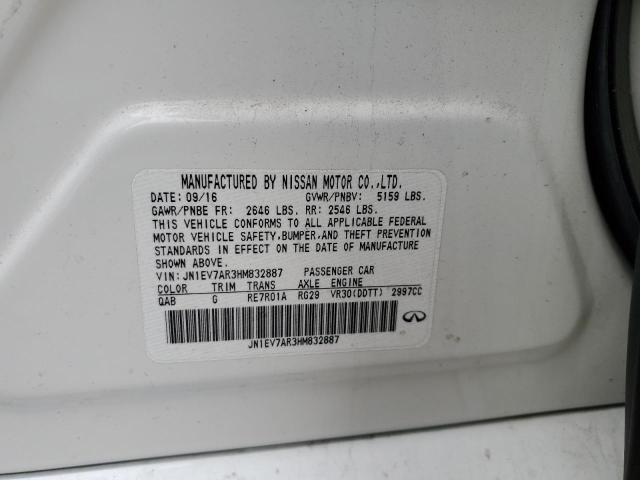 MANUFACTURED BY NISSAN MOTOR CO.,LTD.
DATE: 09/16 GVWR/PNBV: 5159 LBS.
GAWR/PNBE FR: 2646 LBS. RR: 2546 LBS.
THIS VEHICLE CONFORMS TO ALL APPLICABLE FEDERAL
MOTOR VEHICLE SAFETY, BUMPER, AND THEFT PREVENTION
STANDARDS IN EFFECT ON THE DATE OF MANUFACTURE
SHOWN ABOVE.
VIN: JN1EV7AR3HM832887 PASSENGER CAR
COLOR TRIM TRANS AXLE ENGINE
QAB G RE7R01A RG29 VR30(DDTT) 2997CC
JN1EV7AR3HM832887